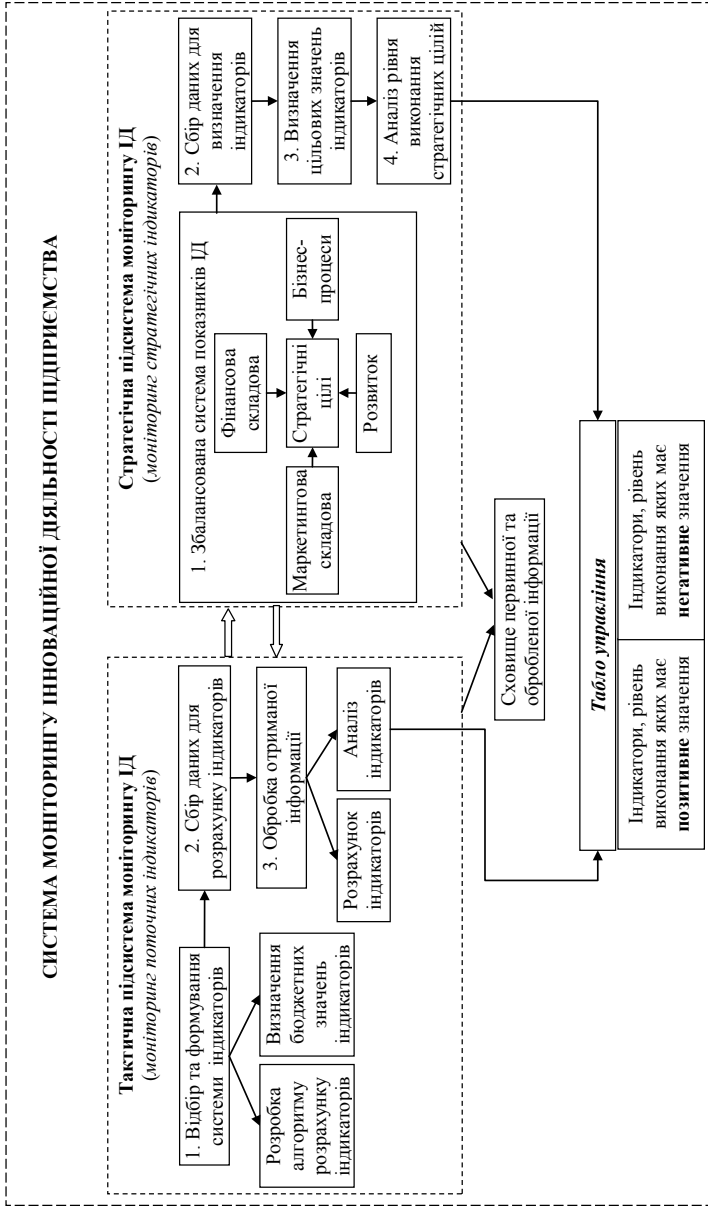 СИСТЕМА МОНІТОРИНГУ ІННОВАЦІЙНОЇ ДІЯЛЬНОСТІ ПІДПРИЄМСТВА
Тактична підсистема моніторингу ІД
(моніторинг поточних індикаторів)
1. Відбір та формування
системи індикаторів
Розробка
алгоритму
розрахунку
індикаторів
Визначення
бюджетних
значень
індикаторів
2. Сбір даних для
розрахунку індикаторів
3. Обробка отриманої
інформації
Розрахунок
індикаторів
Аналіз
індикаторів
Стратегічна підсистема моніторингу ІД
(моніторинг стратегічних індикаторів)
1. Збалансована система показників ІД
Фінансова
складова
Маркетингова
складова
Стратегічні
цілі
Бізнес-
процеси
Розвиток
2. Сбір даних для
визначення
індикаторів
3. Визначення
цільових значень
індикаторів
4. Аналіз рівня
виконання
стратегічних цілій
Сховище первинної та
обробленої інформації
Табло управління
Індикатори, рівень
виконання яких має
позитивне значення
Індикатори, рівень
виконання яких має
негативне значення